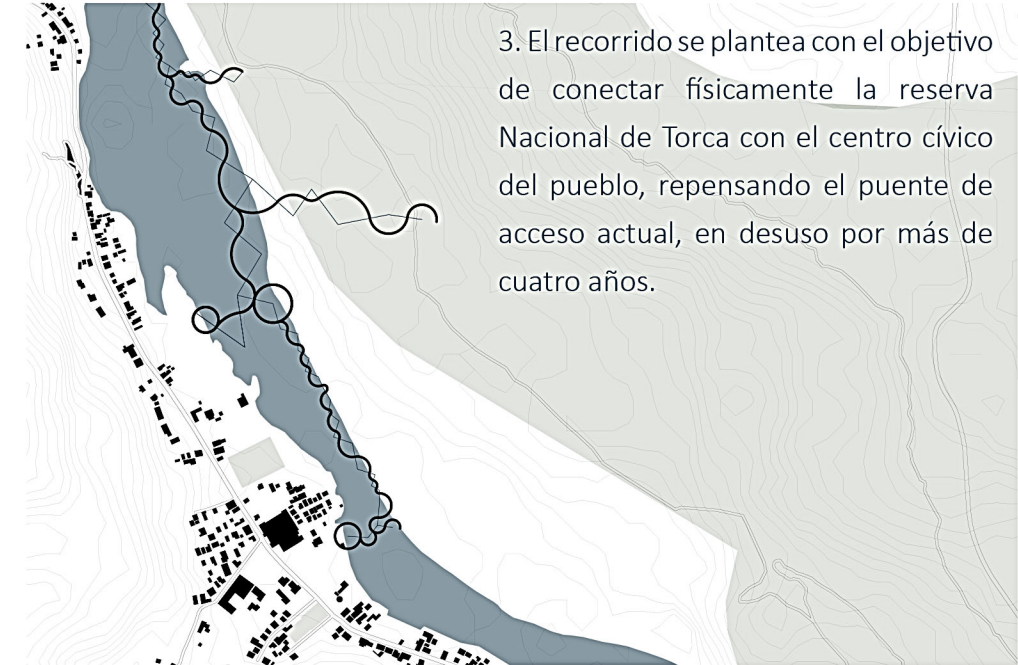 3. El recorrido se plantea con el objetivo
de conectar físicamente la reserva
Nacional de Torca con el centro cívico
del pueblo, repensando el puente de
acceso actual, en desuso por más de
cuatro años.